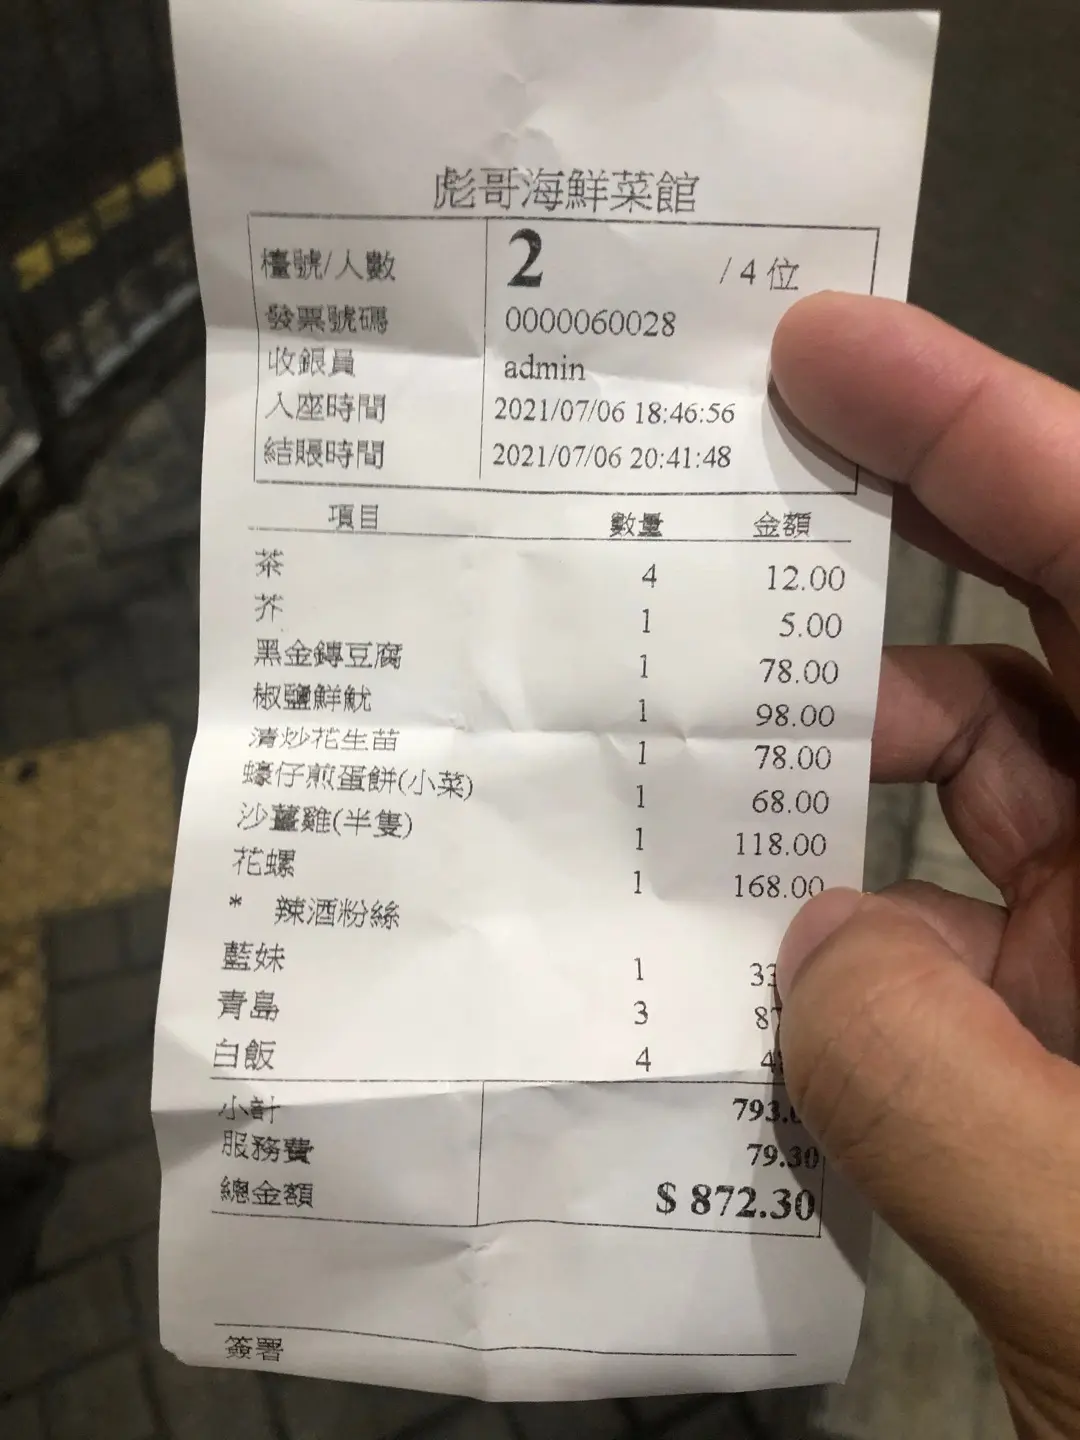 彪哥海鮮菜館
檯號/人數 2 / 4 位
發票號碼 0000060028
收銀員 admin
入座時間 2021/07/06 18:46:56
結賬時間 2021/07/06 20:41:48
項目 數量 金額
茶 4 12.00
芥 1 5.00
黑金磚豆腐 1 78.00
椒鹽鮮魷 1 98.00
清炒花生苗 1 78.00
蠔仔煎蛋餅(小菜) 1 68.00
沙薑雞(半隻) 1 118.00
花螺 1 168.00
* 辣酒粉絲
藍妹 1 33
青島 3 87
白飯 4 4
小計 793.
服務費 79.30
總金額 $ 872.30
簽署